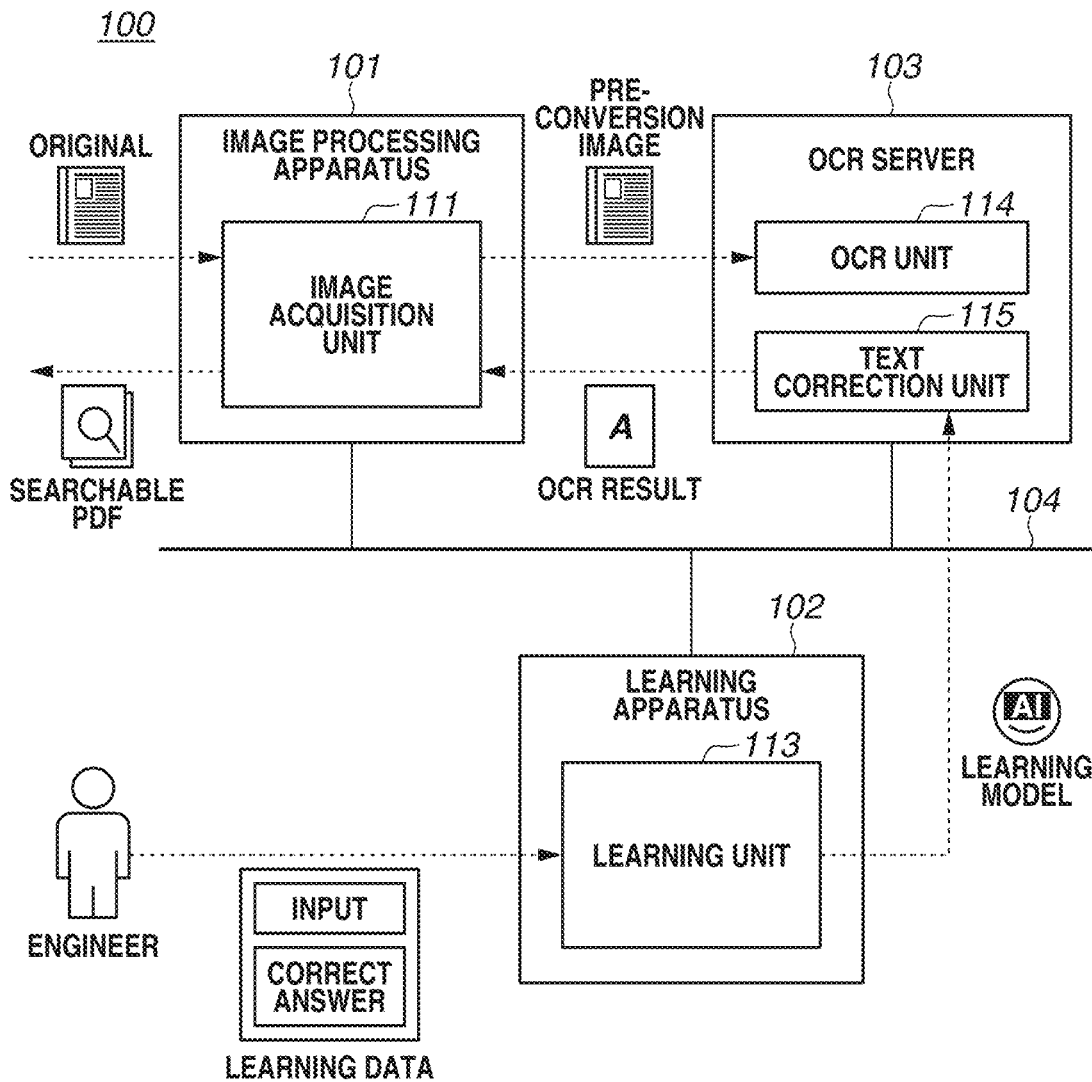 100
101
103
ORIGINAL
IMAGE PROCESSING
APPARATUS
PRE-
CONVERSION
IMAGE
OCR SERVER
111
114
IMAGE
ACQUISITION
UNIT
OCR UNIT
115
TEXT
CORRECTION UNIT
SEARCHABLE
PDF
A
OCR RESULT
104
102
LEARNING
APPARATUS
113
LEARNING UNIT
AI
LEARNING
MODEL
ENGINEER
INPUT
CORRECT
ANSWER
LEARNING DATA